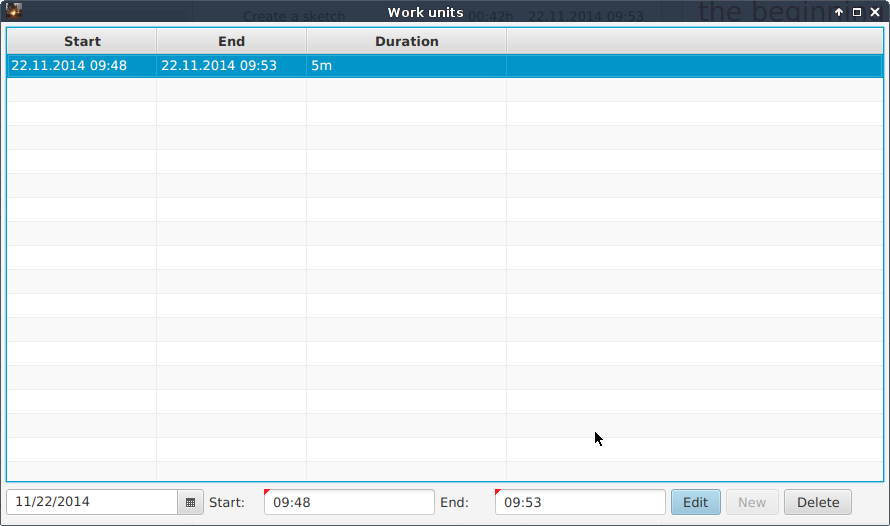 Create a sketch 00:42h 22.11.2014 09:53 the beginnin
Work units
Start End Duration
22.11.2014 09:48 22.11.2014 09:53 5m
11/22/2014 Start: 09:48 End: 09:53 Edit New Delete